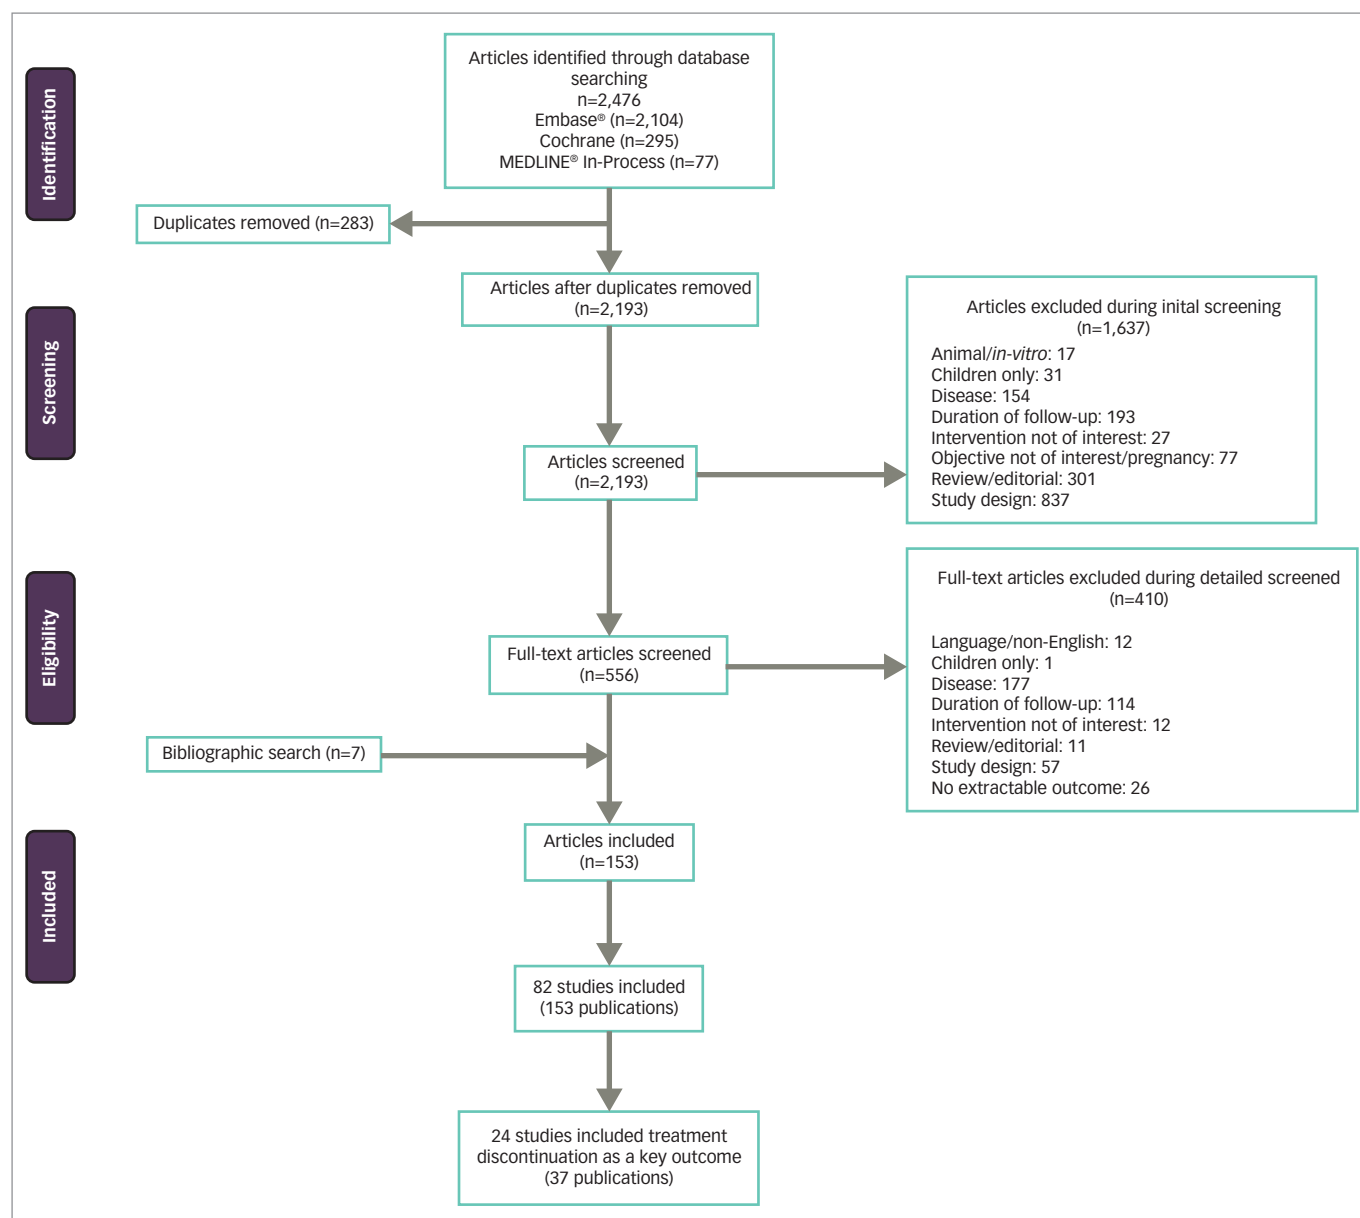 Identification
Articles identified through database
searching
n=2,476
Embase® (n=2,104)
Cochrane (n=295)
MEDLINE® In-Process (n=77)
Duplicates removed (n=283)
Screening
Articles after duplicates removed
(n=2,193)
Articles screened
(n=2,193)
Articles excluded during inital screening
(n=1,637)
Animal/in-vitro: 17
Children only: 31
Disease: 154
Duration of follow-up: 193
Intervention not of interest: 27
Objective not of interest/pregnancy: 77
Review/editorial: 301
Study design: 837
Eligibility
Full-text articles screened
(n=556)
Full-text articles excluded during detailed screened
(n=410)
Language/non-English: 12
Children only: 1
Disease: 177
Duration of follow-up: 114
Intervention not of interest: 12
Review/editorial: 11
Study design: 57
No extractable outcome: 26
Bibliographic search (n=7)
Included
Articles included
(n=153)
82 studies included
(153 publications)
24 studies included treatment
discontinuation as a key outcome
(37 publications)